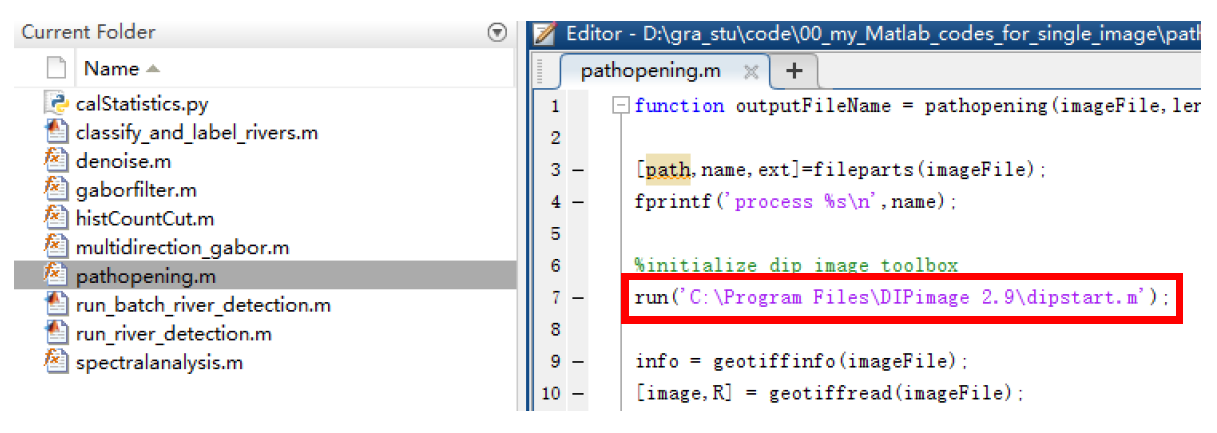 Current Folder
Name
calStatistics.py
classify_and_label_rivers.m
denoise.m
gaborfilter.m
histCountCut.m
multidirection_gabor.m
pathopening.m
run_batch_river_detection.m
run_river_detection.m
spectralanalysis.m
Editor - D:\gra_stu\code\00_my_Matlab_codes_for_single_image\path
pathopening.m × +
1 function outputFileName = pathopening(imageFile,len
2
3 – [path,name,ext]=fileparts(imageFile);
4 – fprintf('process %s\n',name);
5
6 %initialize dip image toolbox
7 – run('C:\Program Files\DIPimage 2.9\dipstart.m');
8
9 – info = geotiffinfo(imageFile);
10 – [image,R] = geotiffread(imageFile);